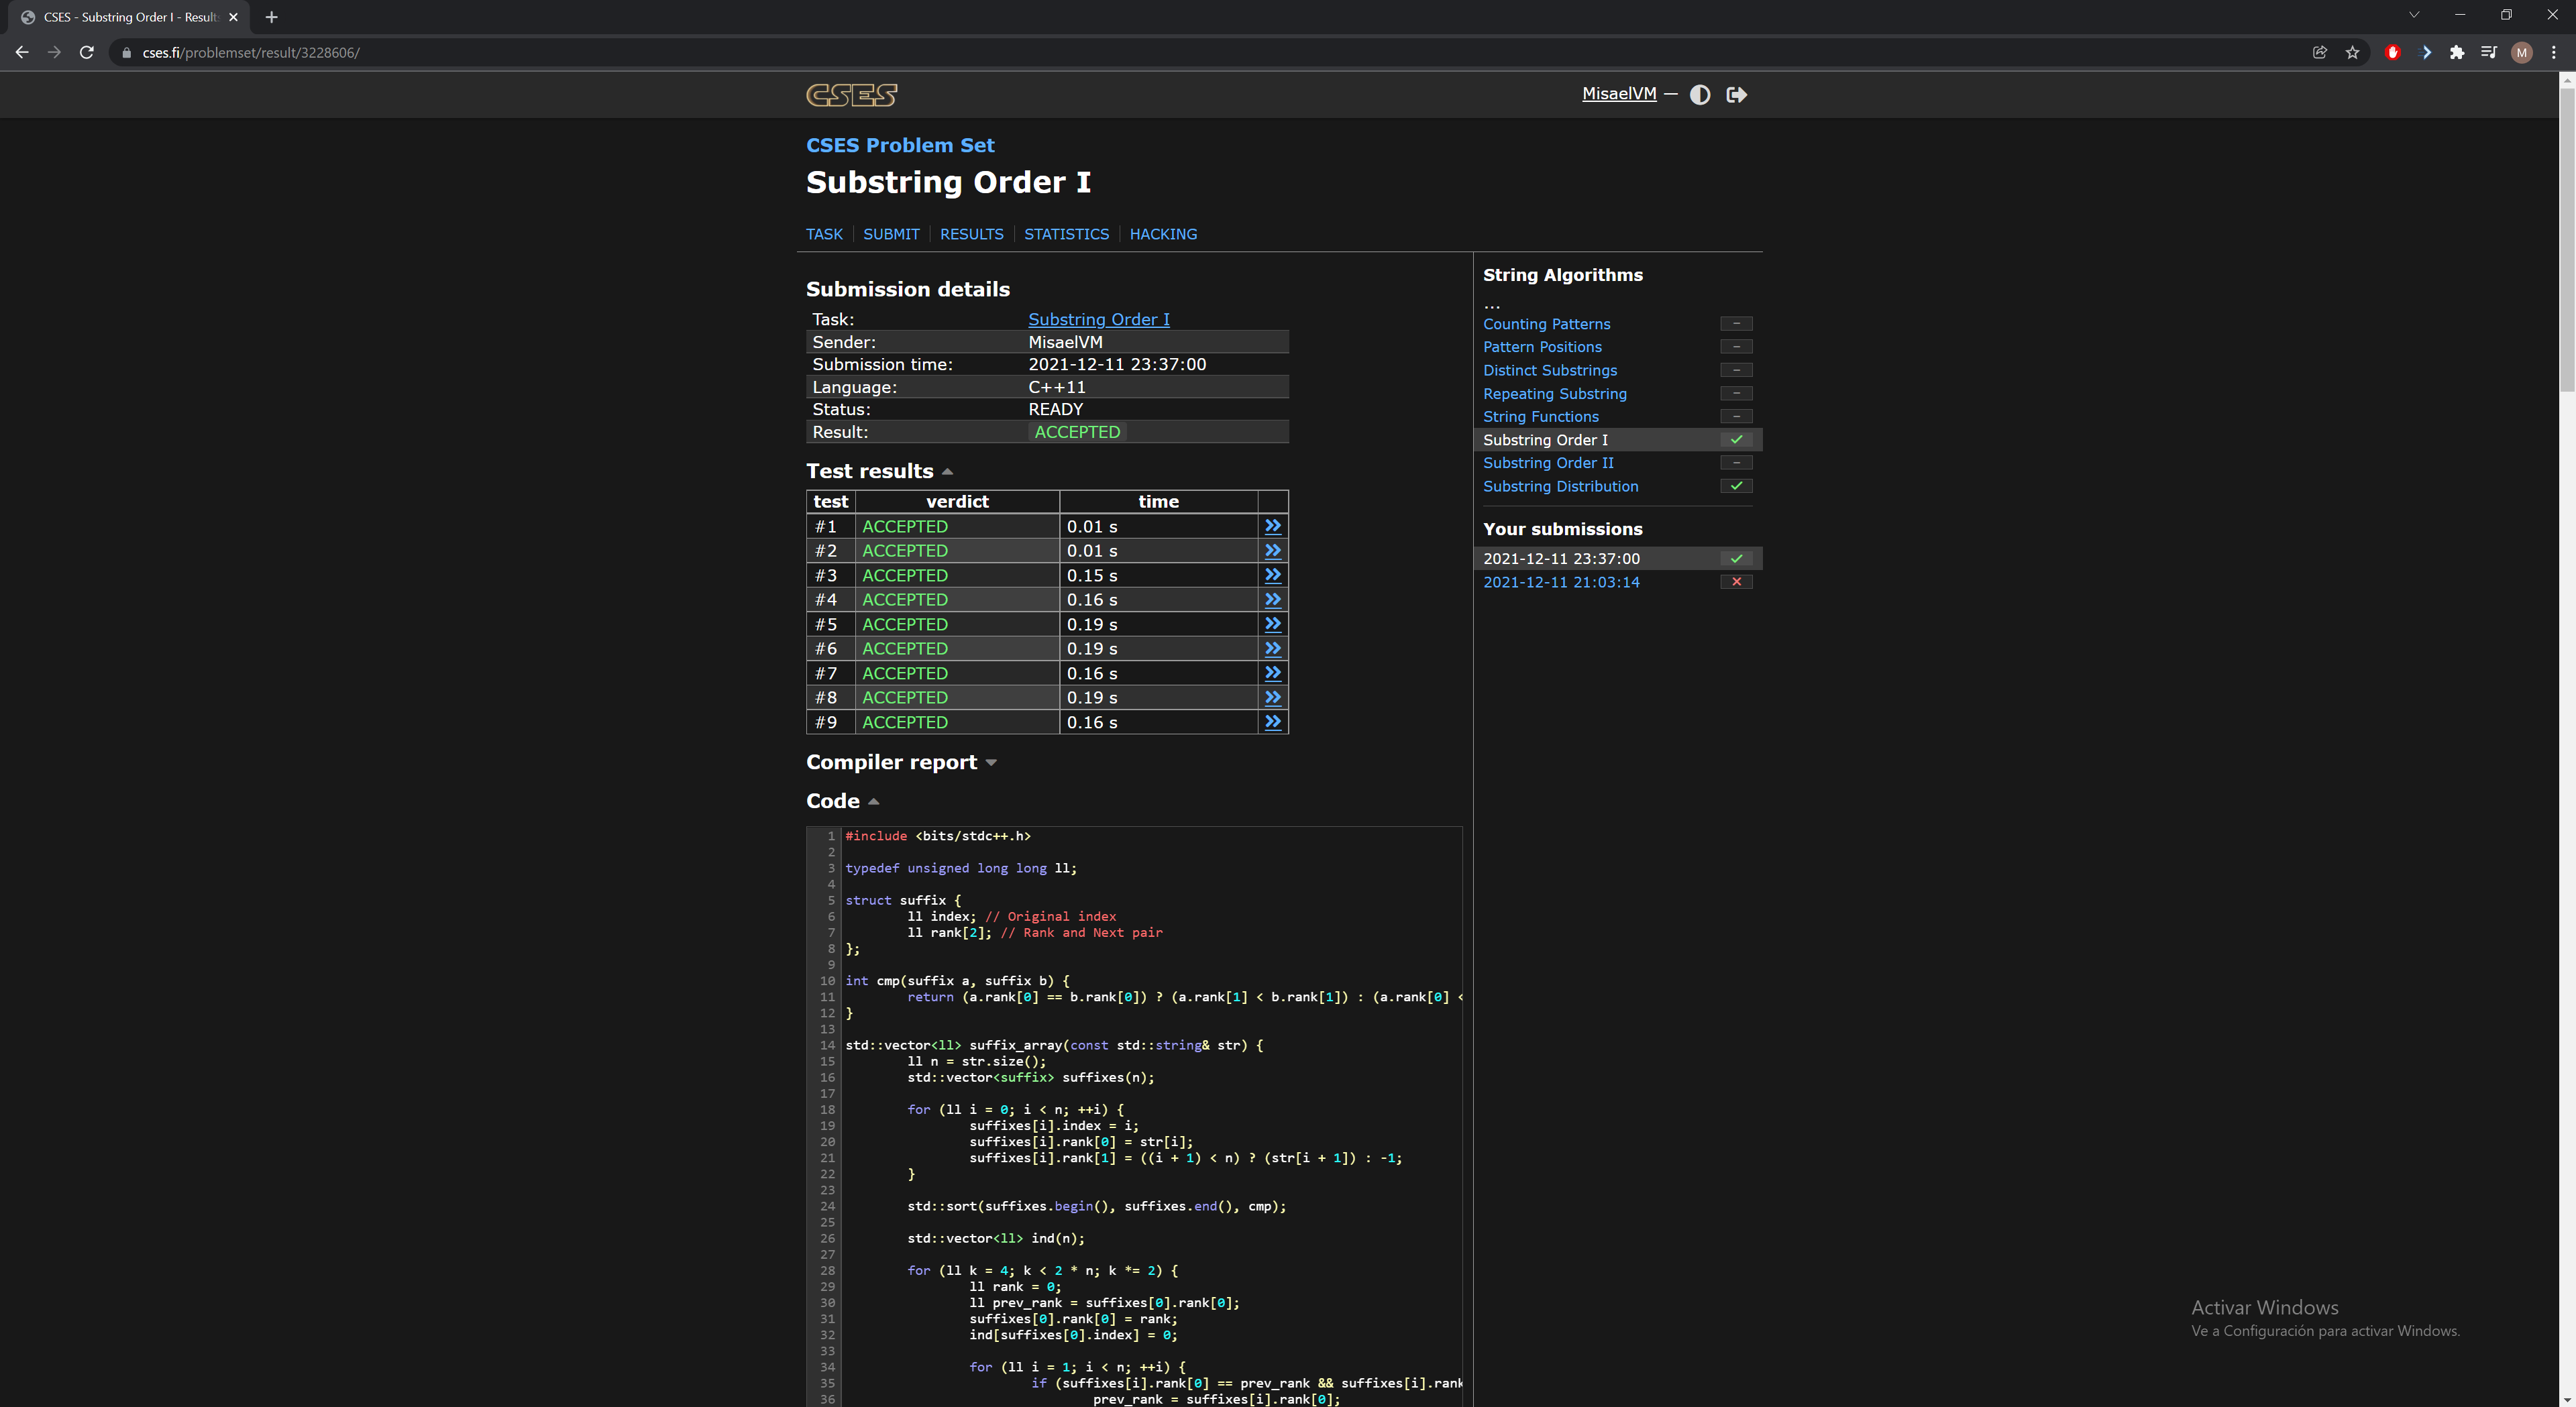 CSES - Substring Order I - Results
cses.fi/problemset/result/3228606/
M
CSES
MisaelVM —
CSES Problem Set
Substring Order I
TASK SUBMIT RESULTS STATISTICS HACKING
Submission details
Task: Substring Order I
Sender: MisaelVM
Submission time: 2021-12-11 23:37:00
Language: C++11
Status: READY
Result: ACCEPTED
Test results
test verdict time
#1 ACCEPTED 0.01 s >>
#2 ACCEPTED 0.01 s >>
#3 ACCEPTED 0.15 s >>
#4 ACCEPTED 0.16 s >>
#5 ACCEPTED 0.19 s >>
#6 ACCEPTED 0.19 s >>
#7 ACCEPTED 0.16 s >>
#8 ACCEPTED 0.19 s >>
#9 ACCEPTED 0.16 s >>
Compiler report
Code
1 #include <bits/stdc++.h>
2
3 typedef unsigned long long ll;
4
5 struct suffix {
6 ll index; // Original index
7 ll rank[2]; // Rank and Next pair
8 };
9
10 int cmp(suffix a, suffix b) {
11 return (a.rank[0] == b.rank[0]) ? (a.rank[1] < b.rank[1]) : (a.rank[0] <
12 }
13
14 std::vector<ll> suffix_array(const std::string& str) {
15 ll n = str.size();
16 std::vector<suffix> suffixes(n);
17
18 for (ll i = 0; i < n; ++i) {
19 suffixes[i].index = i;
20 suffixes[i].rank[0] = str[i];
21 suffixes[i].rank[1] = ((i + 1) < n) ? (str[i + 1]) : -1;
22 }
23
24 std::sort(suffixes.begin(), suffixes.end(), cmp);
25
26 std::vector<ll> ind(n);
27
28 for (ll k = 4; k < 2 * n; k *= 2) {
29 ll rank = 0;
30 ll prev_rank = suffixes[0].rank[0];
31 suffixes[0].rank[0] = rank;
32 ind[suffixes[0].index] = 0;
33
34 for (ll i = 1; i < n; ++i) {
35 if (suffixes[i].rank[0] == prev_rank && suffixes[i].rank
36 prev_rank = suffixes[i].rank[0];
String Algorithms
...
Counting Patterns –
Pattern Positions –
Distinct Substrings –
Repeating Substring –
String Functions –
Substring Order I
Substring Order II –
Substring Distribution
Your submissions
2021-12-11 23:37:00
2021-12-11 21:03:14
Activar Windows
Ve a Configuración para activar Windows.